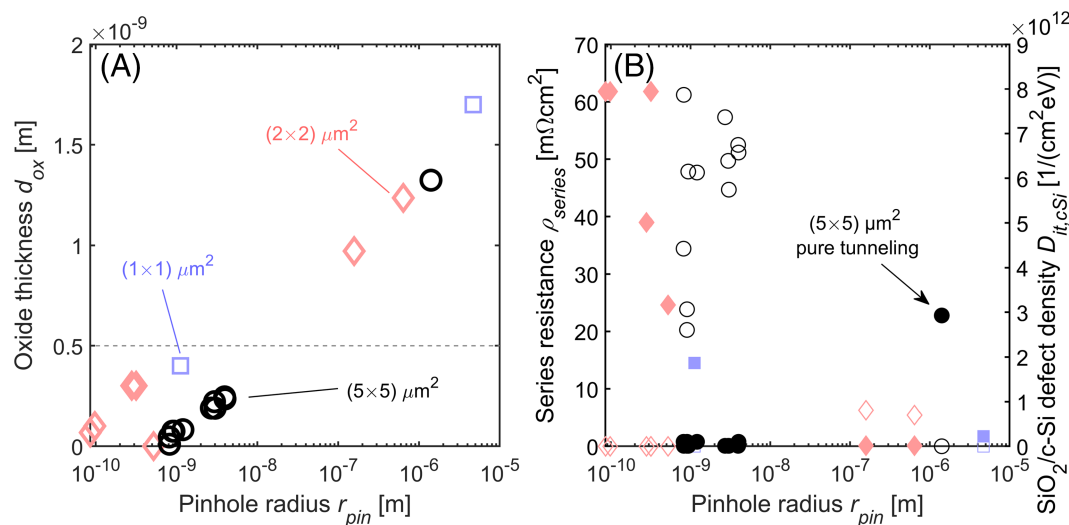 ×10⁻⁹
(A)
2
1.5
1
0.5
0
Oxide thickness dₒₓ [m]
(2×2) μm²
(1×1) μm²
(5×5) μm²
10⁻¹⁰ 10⁻⁹ 10⁻⁸ 10⁻⁷ 10⁻⁶ 10⁻⁵
Pinhole radius r_pin [m]
×10¹²
(B)
70
60
50
40
30
20
10
0
Series resistance ρ_series [mΩcm²]
(5×5) μm²
pure tunneling
9
8
7
6
5
4
3
2
1
0
SiO₂/c-Si defect density D_it,cSi [1/(cm²eV)]
10⁻¹⁰ 10⁻⁹ 10⁻⁸ 10⁻⁷ 10⁻⁶ 10⁻⁵
Pinhole radius r_pin [m]